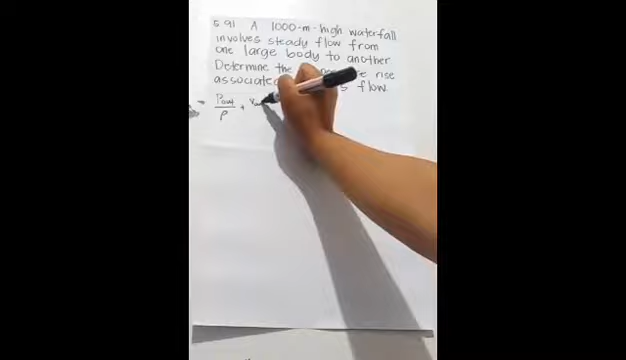 5.91 A 1000-m-high waterfall
involves steady flow from
one large body to another
Determine the rise
associated flow.
= Pout/ρ +